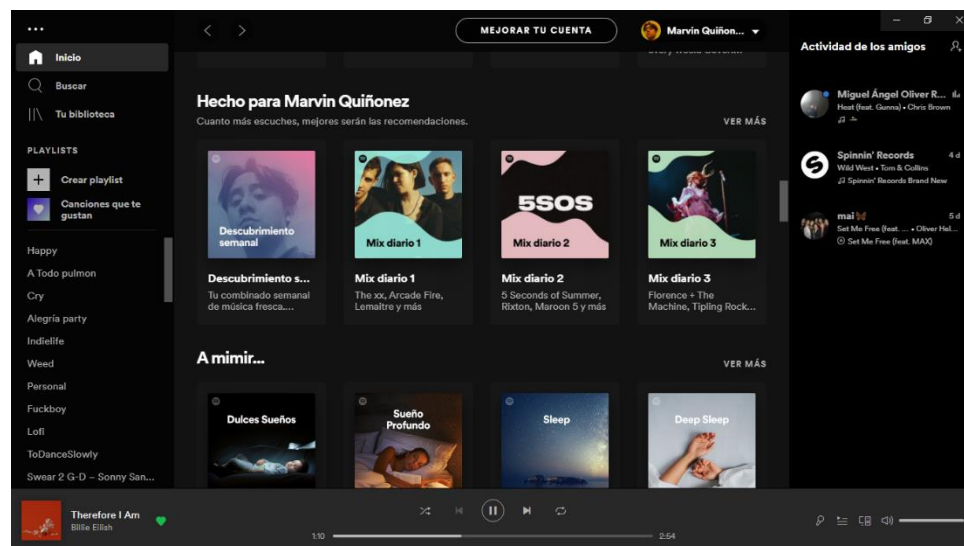 MEJORAR TU CUENTA
Marvin Quiñon...
Inicio
Buscar
Tu biblioteca
PLAYLISTS
Crear playlist
Canciones que te
gustan
Happy
A Todo pulmon
Cry
Alegría party
Indielife
Weed
Personal
Fuckboy
Lofi
ToDanceSlowly
Swear 2 G-D – Sonny San...
Hecho para Marvin Quiñonez
Cuanto más escuches, mejores serán las recomendaciones.
VER MÁS
Descubrimiento
semanal
Descubrimiento s...
Tu combinado semanal
de música fresca....
Mix diario 1
Mix diario 1
The xx, Arcade Fire,
Lemaitre y más
5SOS
Mix diario 2
Mix diario 2
5 Seconds of Summer,
Rixton, Maroon 5 y más
Mix diario 3
Mix diario 3
Florence + The
Machine, Tipling Rock...
A mimir...
VER MÁS
Dulces Sueños
Sueño
Profundo
Sleep
Deep Sleep
Actividad de los amigos
Miguel Ángel Oliver R...
Heat (feat. Gunna) • Chris Brown
Spinnin' Records
4 d
Wild West • Tom & Collins
Spinnin' Records Brand New
mai
5 d
Set Me Free (feat. ... • Oliver Hel...
Set Me Free (feat. MAX)
Therefore I Am
Billie Eilish
1:10
2:54